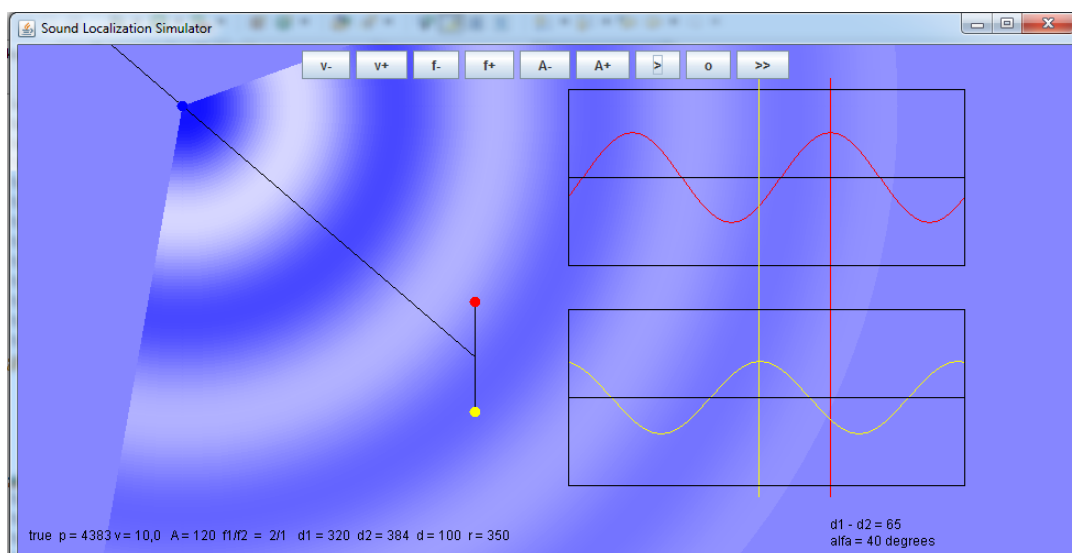 Sound Localization Simulator
v- v+ f- f+ A- A+ > o >>
d1 - d2 = 65
true p = 4383 v = 10,0 A = 120 f1/f2 = 2/1 d1 = 320 d2 = 384 d = 100 r = 350
alfa = 40 degrees